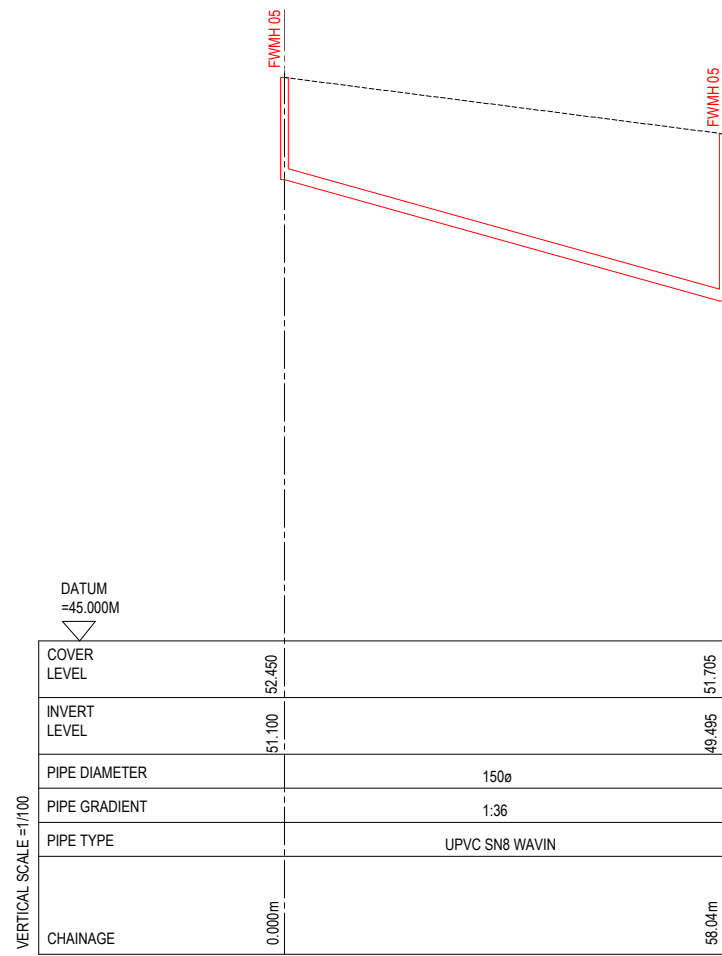 FWMH 05
FWMH 05
DATUM
=45.000M
COVER
LEVEL
52.450
51.705
INVERT
LEVEL
51.100
49.495
PIPE DIAMETER
150ø
PIPE GRADIENT
1:36
PIPE TYPE
UPVC SN8 WAVIN
CHAINAGE
0.000m
58.04m
VERTICAL SCALE =1/100